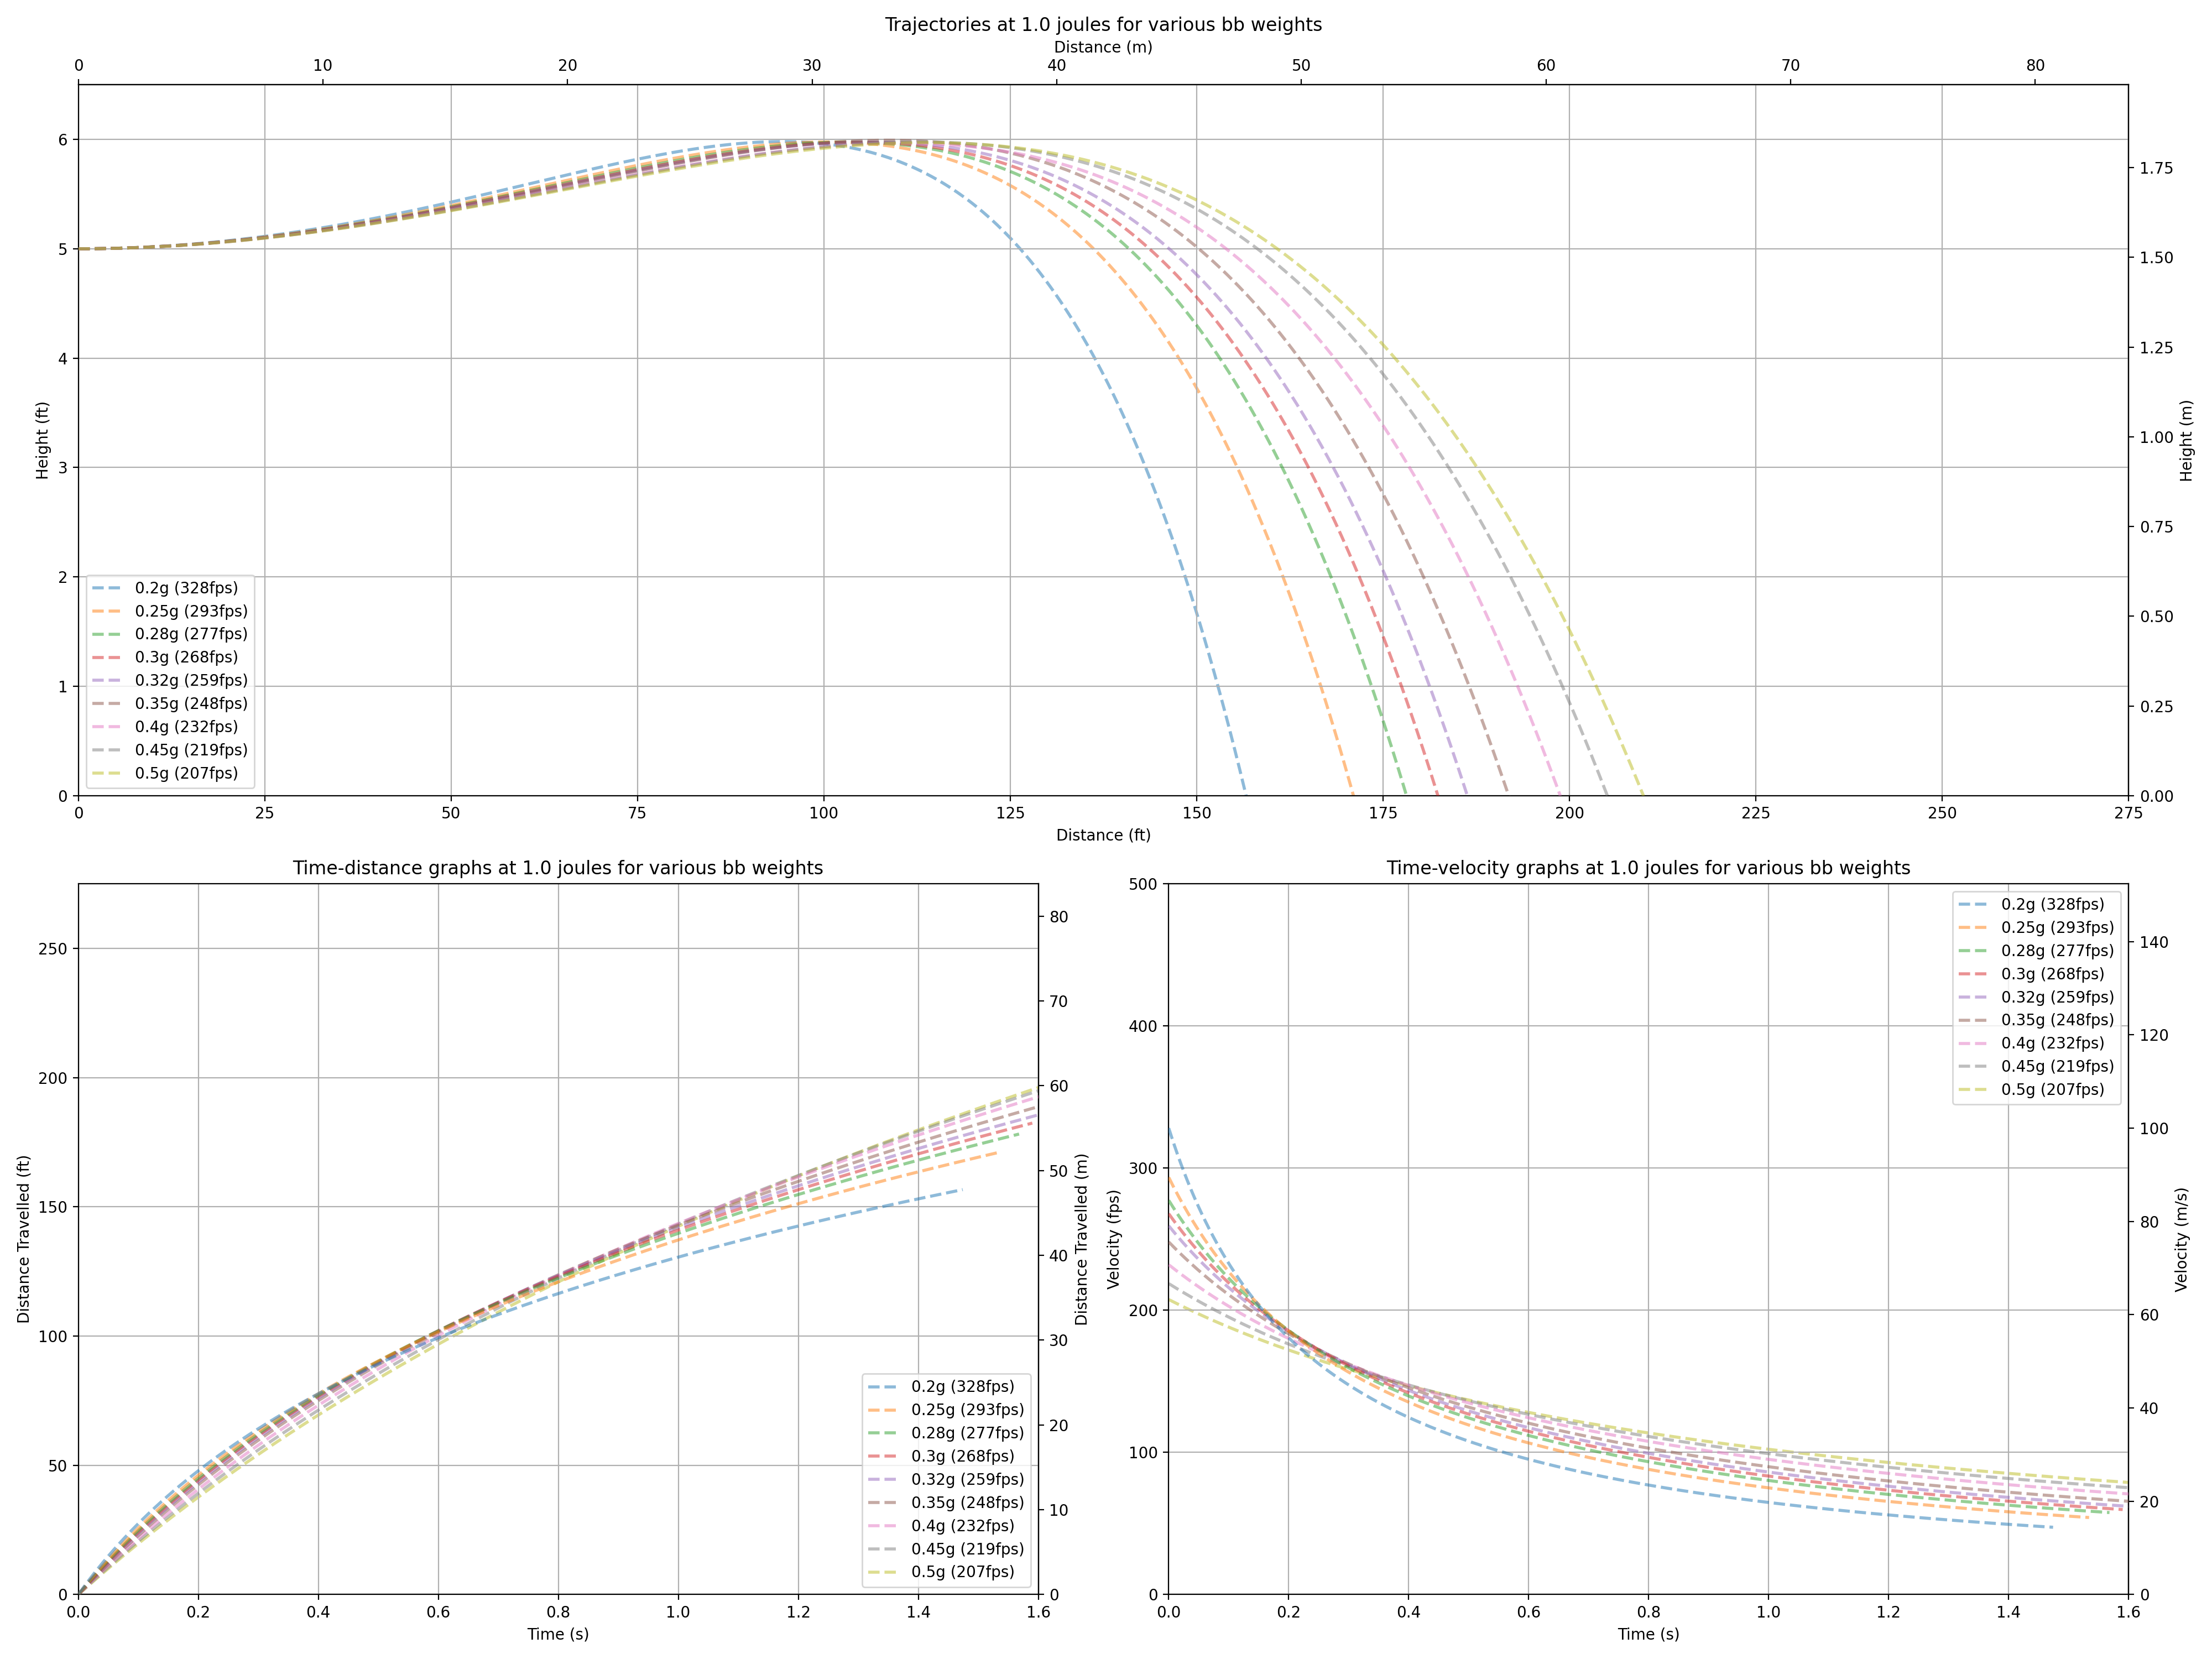 Trajectories at 1.0 joules for various bb weights
Distance (m)
0 10 20 30 40 50 60 70 80
6
5
4
3
2
1
0
Height (ft)
1.75
1.50
1.25
1.00
0.75
0.50
0.25
0.00
Height (m)
0.2g (328fps)
0.25g (293fps)
0.28g (277fps)
0.3g (268fps)
0.32g (259fps)
0.35g (248fps)
0.4g (232fps)
0.45g (219fps)
0.5g (207fps)
0 25 50 75 100 125 150 175 200 225 250 275
Distance (ft)
Time-distance graphs at 1.0 joules for various bb weights
250
200
150
100
50
0
Distance Travelled (ft)
80
70
60
50
40
30
20
10
0
Distance Travelled (m)
0.2g (328fps)
0.25g (293fps)
0.28g (277fps)
0.3g (268fps)
0.32g (259fps)
0.35g (248fps)
0.4g (232fps)
0.45g (219fps)
0.5g (207fps)
0.0 0.2 0.4 0.6 0.8 1.0 1.2 1.4 1.6
Time (s)
Time-velocity graphs at 1.0 joules for various bb weights
500
400
300
200
100
0
Velocity (fps)
140
120
100
80
60
40
20
0
Velocity (m/s)
0.2g (328fps)
0.25g (293fps)
0.28g (277fps)
0.3g (268fps)
0.32g (259fps)
0.35g (248fps)
0.4g (232fps)
0.45g (219fps)
0.5g (207fps)
0.0 0.2 0.4 0.6 0.8 1.0 1.2 1.4 1.6
Time (s)